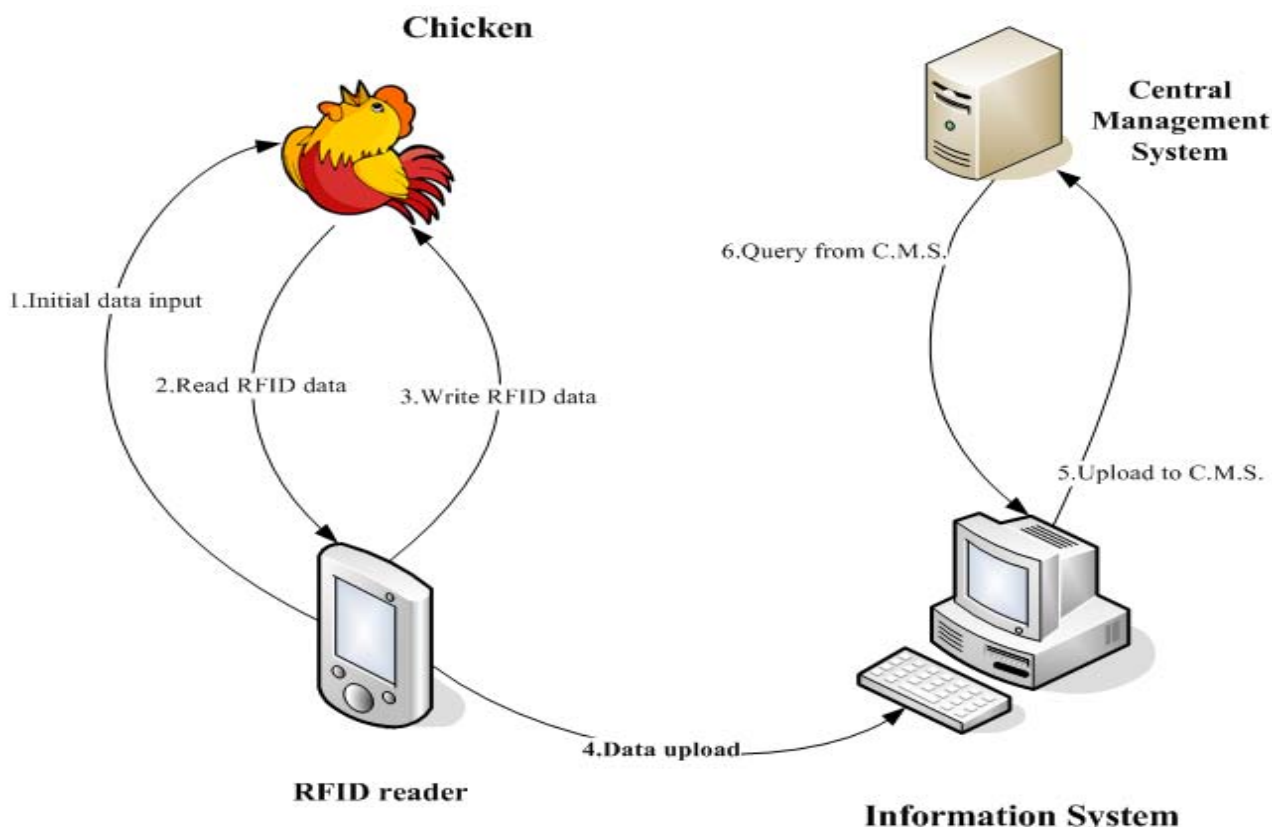 Chicken
Central
Management
System
6.Query from C.M.S.
1.Initial data input
2.Read RFID data
3.Write RFID data
5.Upload to C.M.S.
4.Data upload
RFID reader
Information System